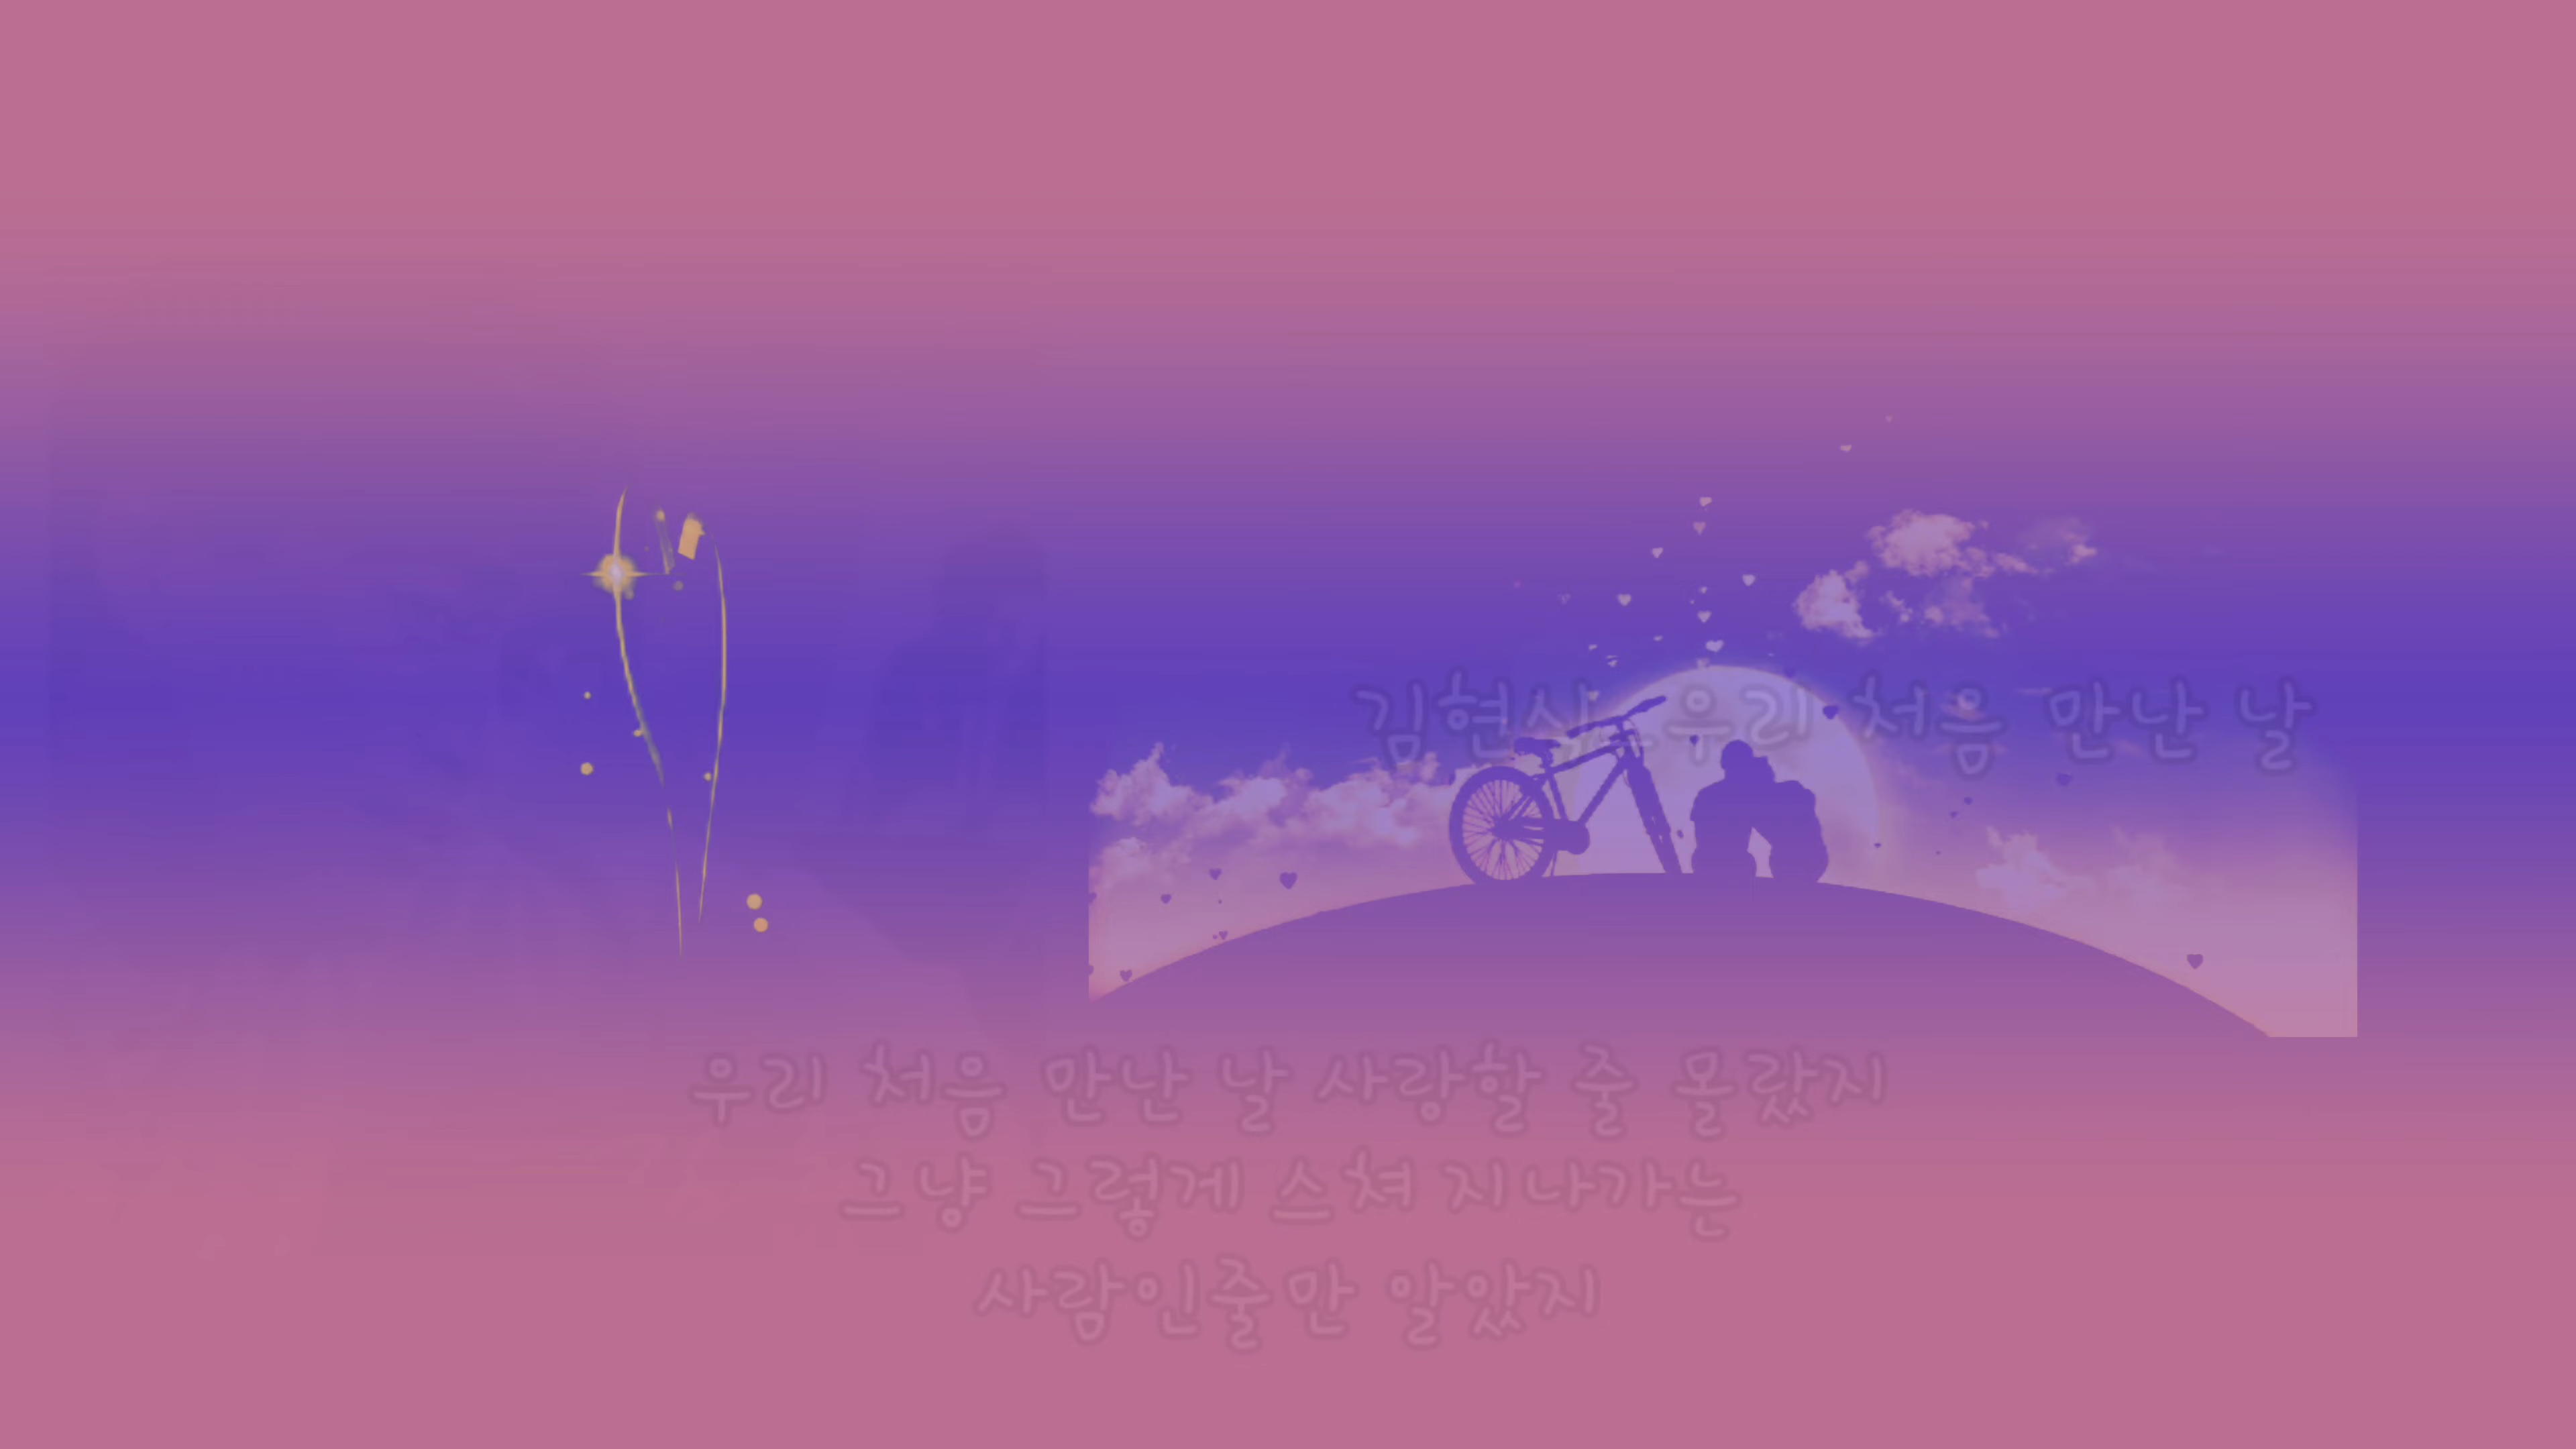 김현식_우리 처음 만난 날
우리 처음 만난 날 사랑할 줄 몰랐지
그냥 그렇게 스쳐 지나가는
사람인줄만 알았지